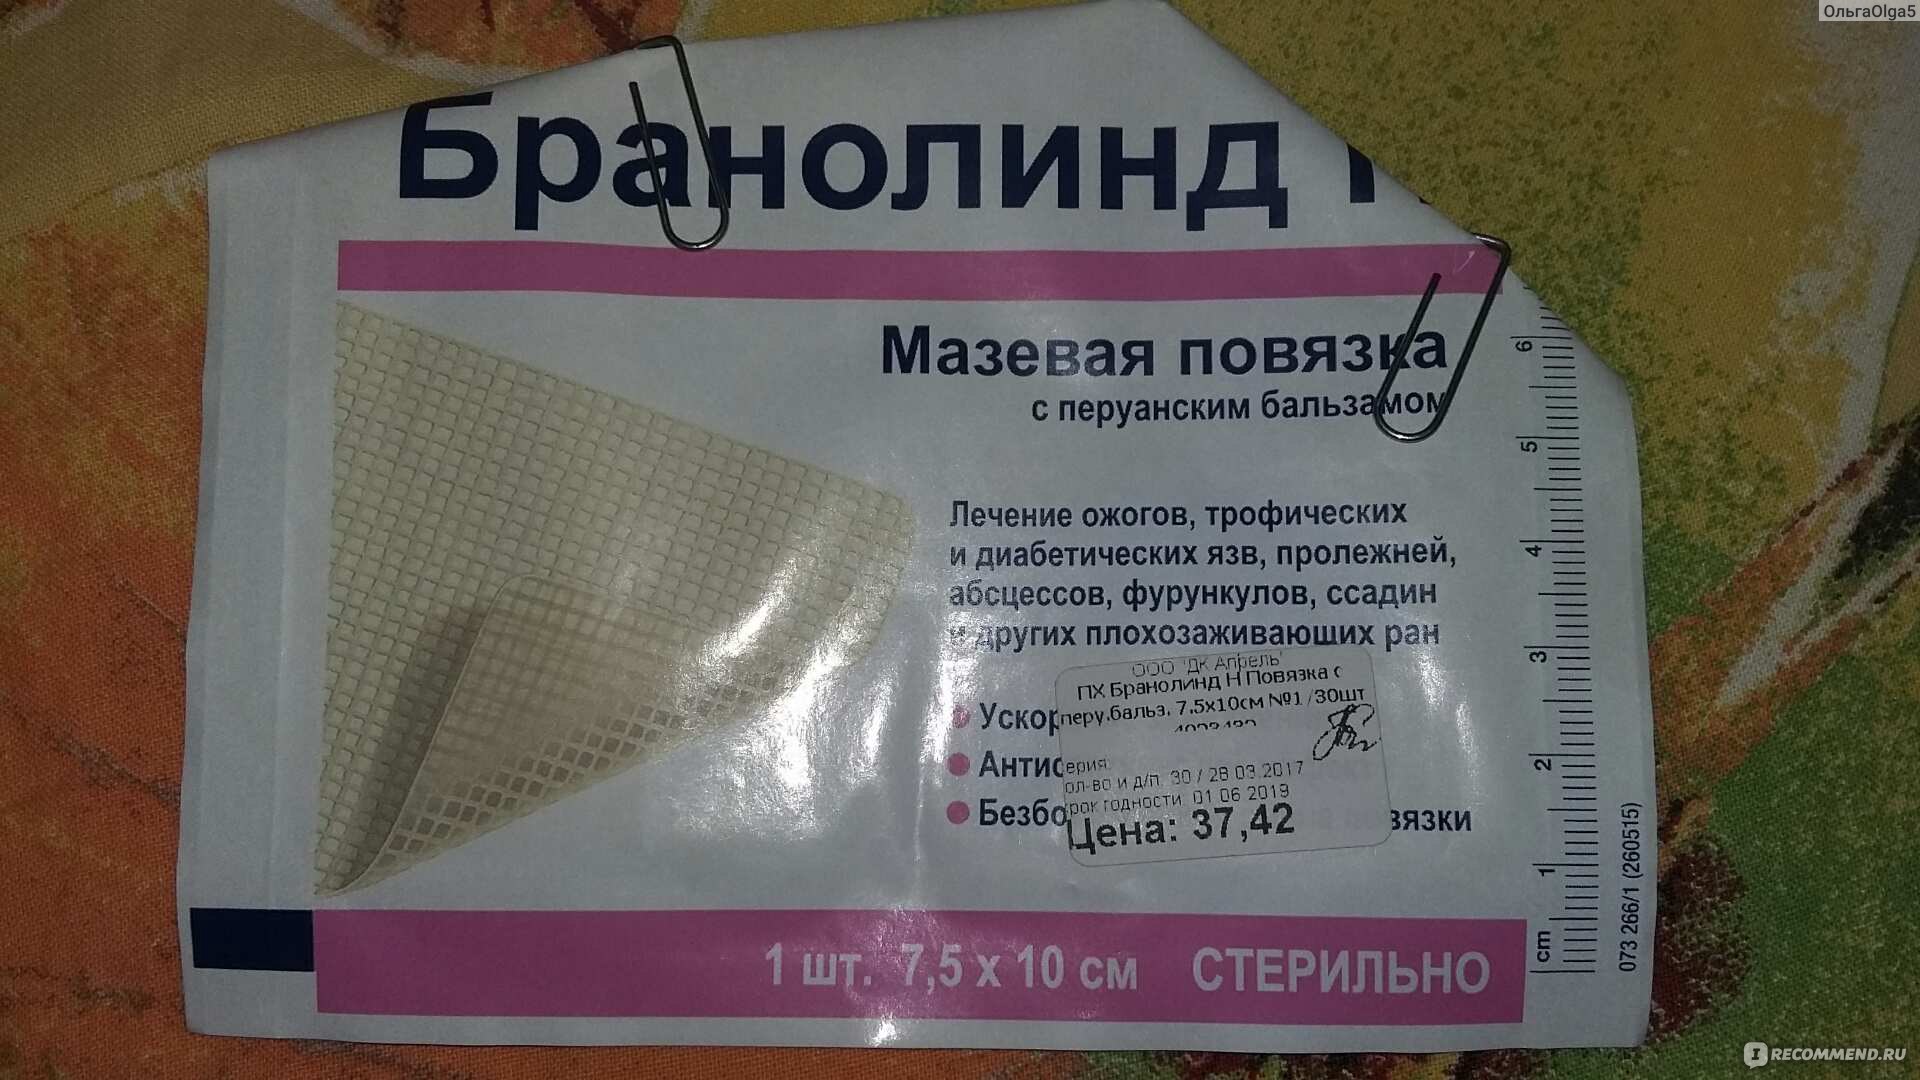 ОльгаOlga5
Бранолинд
Мазевая повязка
с перуанским бальзамом
Лечение ожогов, трофических
и диабетических язв, пролежней,
абсцессов, фурункулов, ссадин
и других плохозаживающих ран
ООО "ДК Апрель"
ПХ Бранолинд Н Повязка с
перу.бальз. 7.5х10см №1 /30шт
ерия:
ол-во и д/п. 30 / 28 03.2017
рок годности: 01 06 2019
Цена: 37,42
Ускор
Антис
Безбо вязки
1 шт. 7,5 х 10 см СТЕРИЛЬНО
6
5
4
3
2
1
cm
073 266/1 (260515)
IRECOMMEND.RU